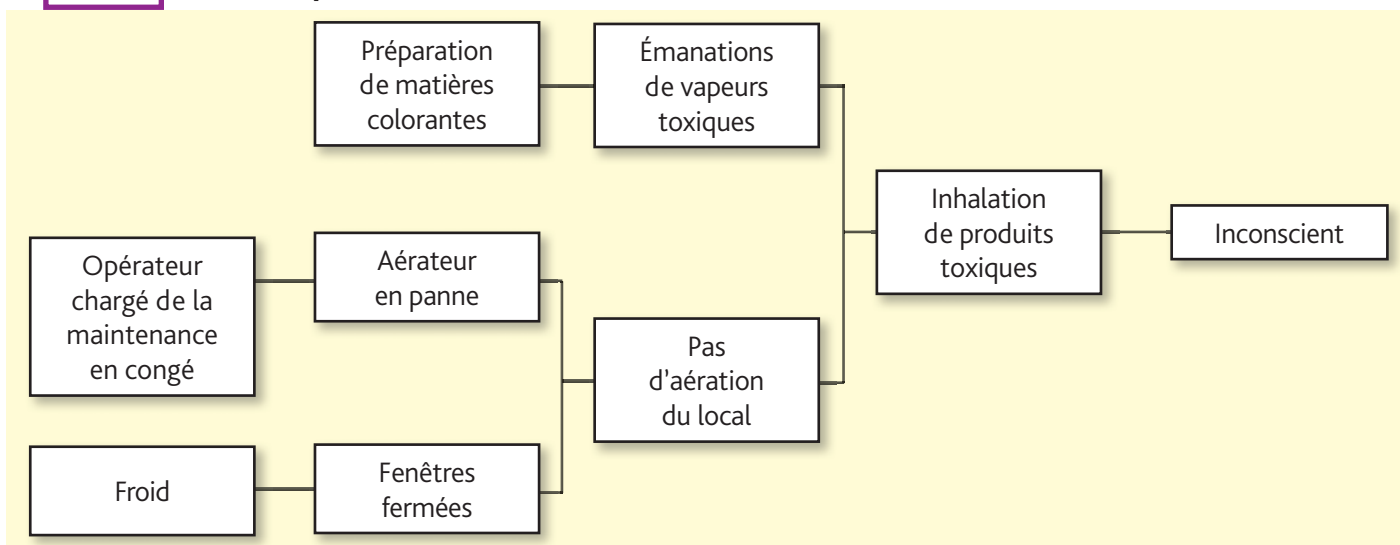 Préparation
de matières
colorantes
Émanations
de vapeurs
toxiques
Inhalation
de produits
toxiques
Inconscient
Opérateur
chargé de la
maintenance
en congé
Aérateur
en panne
Pas
d'aération
du local
Froid
Fenêtres
fermées